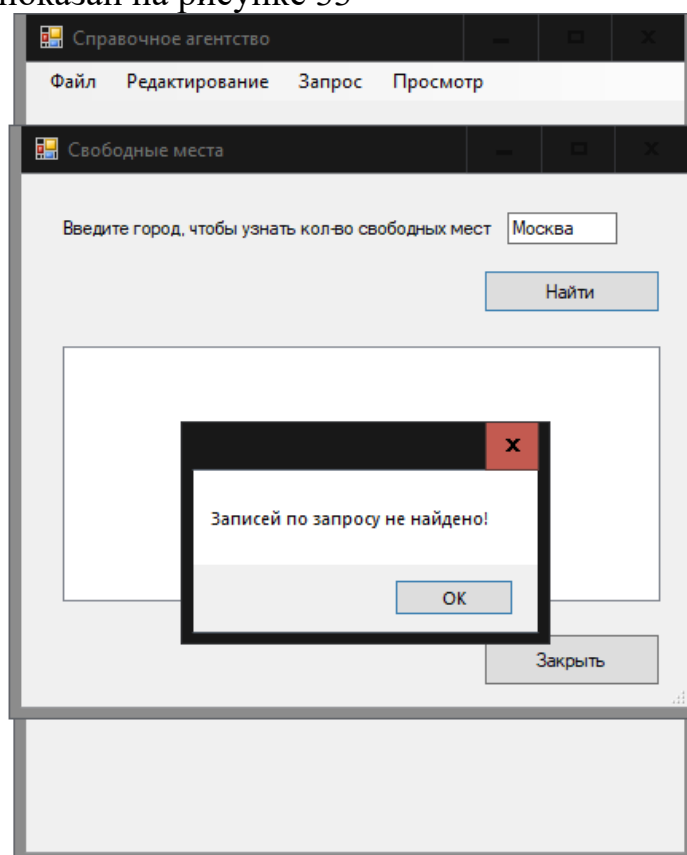 показан на рисунке 35
Справочное агентство
Файл Редактирование Запрос Просмотр
Свободные места
Введите город, чтобы узнать кол-во свободных мест Москва
Найти
Записей по запросу не найдено!
OK
Закрыть